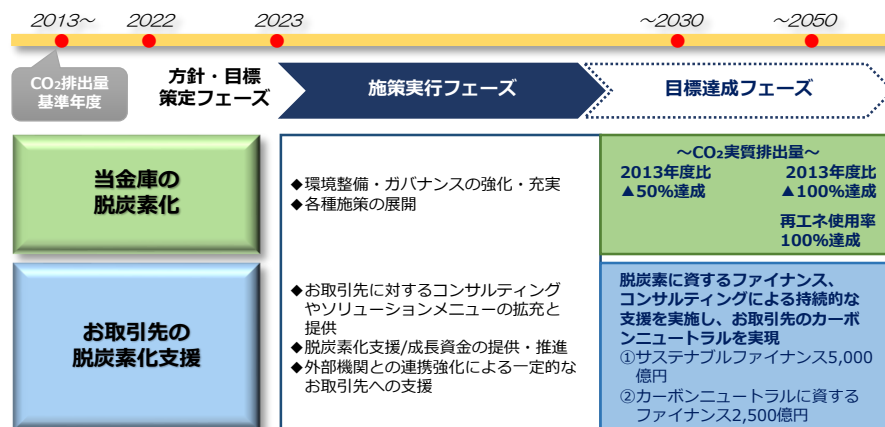 2013～ 2022 2023 ～2030 ～2050
CO₂排出量
基準年度
方針・目標
策定フェーズ
施策実行フェーズ
目標達成フェーズ
当金庫の
脱炭素化
◆環境整備・ガバナンスの強化・充実
◆各種施策の展開
～CO₂実質排出量～
2013年度比 2013年度比
▲50%達成 ▲100%達成
再エネ使用率
100%達成
お取引先の
脱炭素化支援
◆お取引先に対するコンサルティング
やソリューションメニューの拡充と
提供
◆脱炭素化支援/成長資金の提供・推進
◆外部機関との連携強化による一定的な
お取引先への支援
脱炭素に資するファイナンス、
コンサルティングによる持続的な
支援を実施し、お取引先のカーボ
ンニュートラルを実現
①サステナブルファイナンス5,000
億円
②カーボンニュートラルに資する
ファイナンス2,500億円